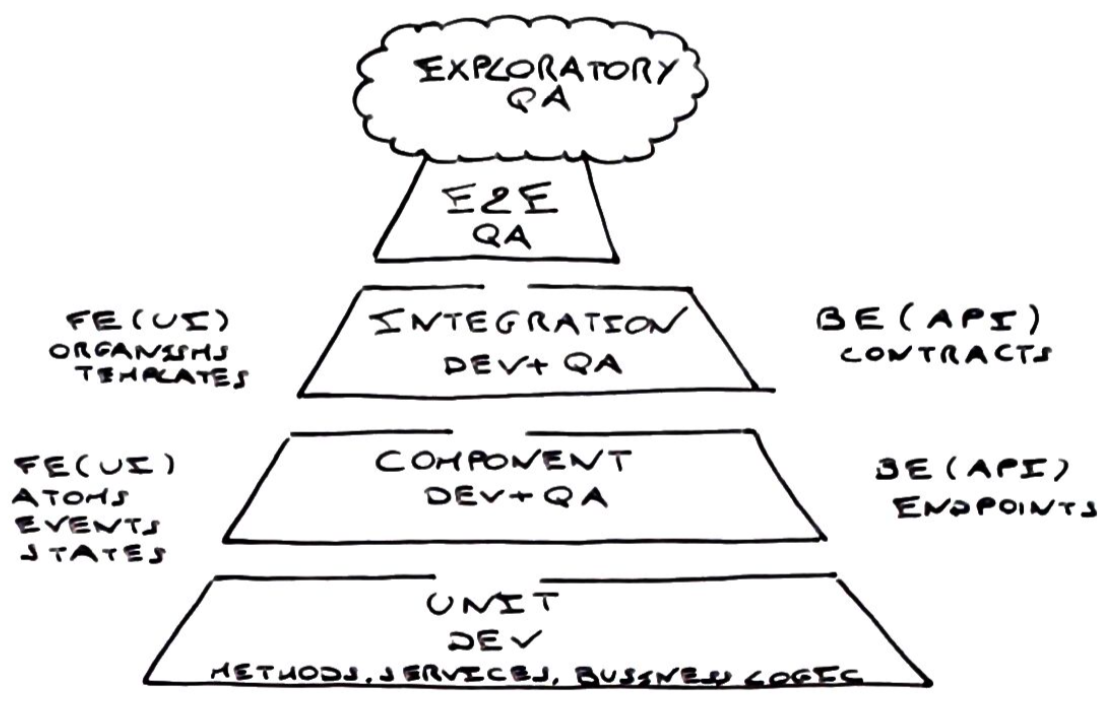 EXPLORATORY
QA
E2E
QA
FE(UI)
ORGANISMS
TEMPLATES
INTEGRATION
DEV+ QA
BE(API)
CONTRACTS
FE(UI)
ATOMS
EVENTS
STATES
COMPONENT
DEV+QA
BE(API)
ENDPOINTS
UNIT
DEV
METHODS, SERVICES, BUSSINESS LOGIC